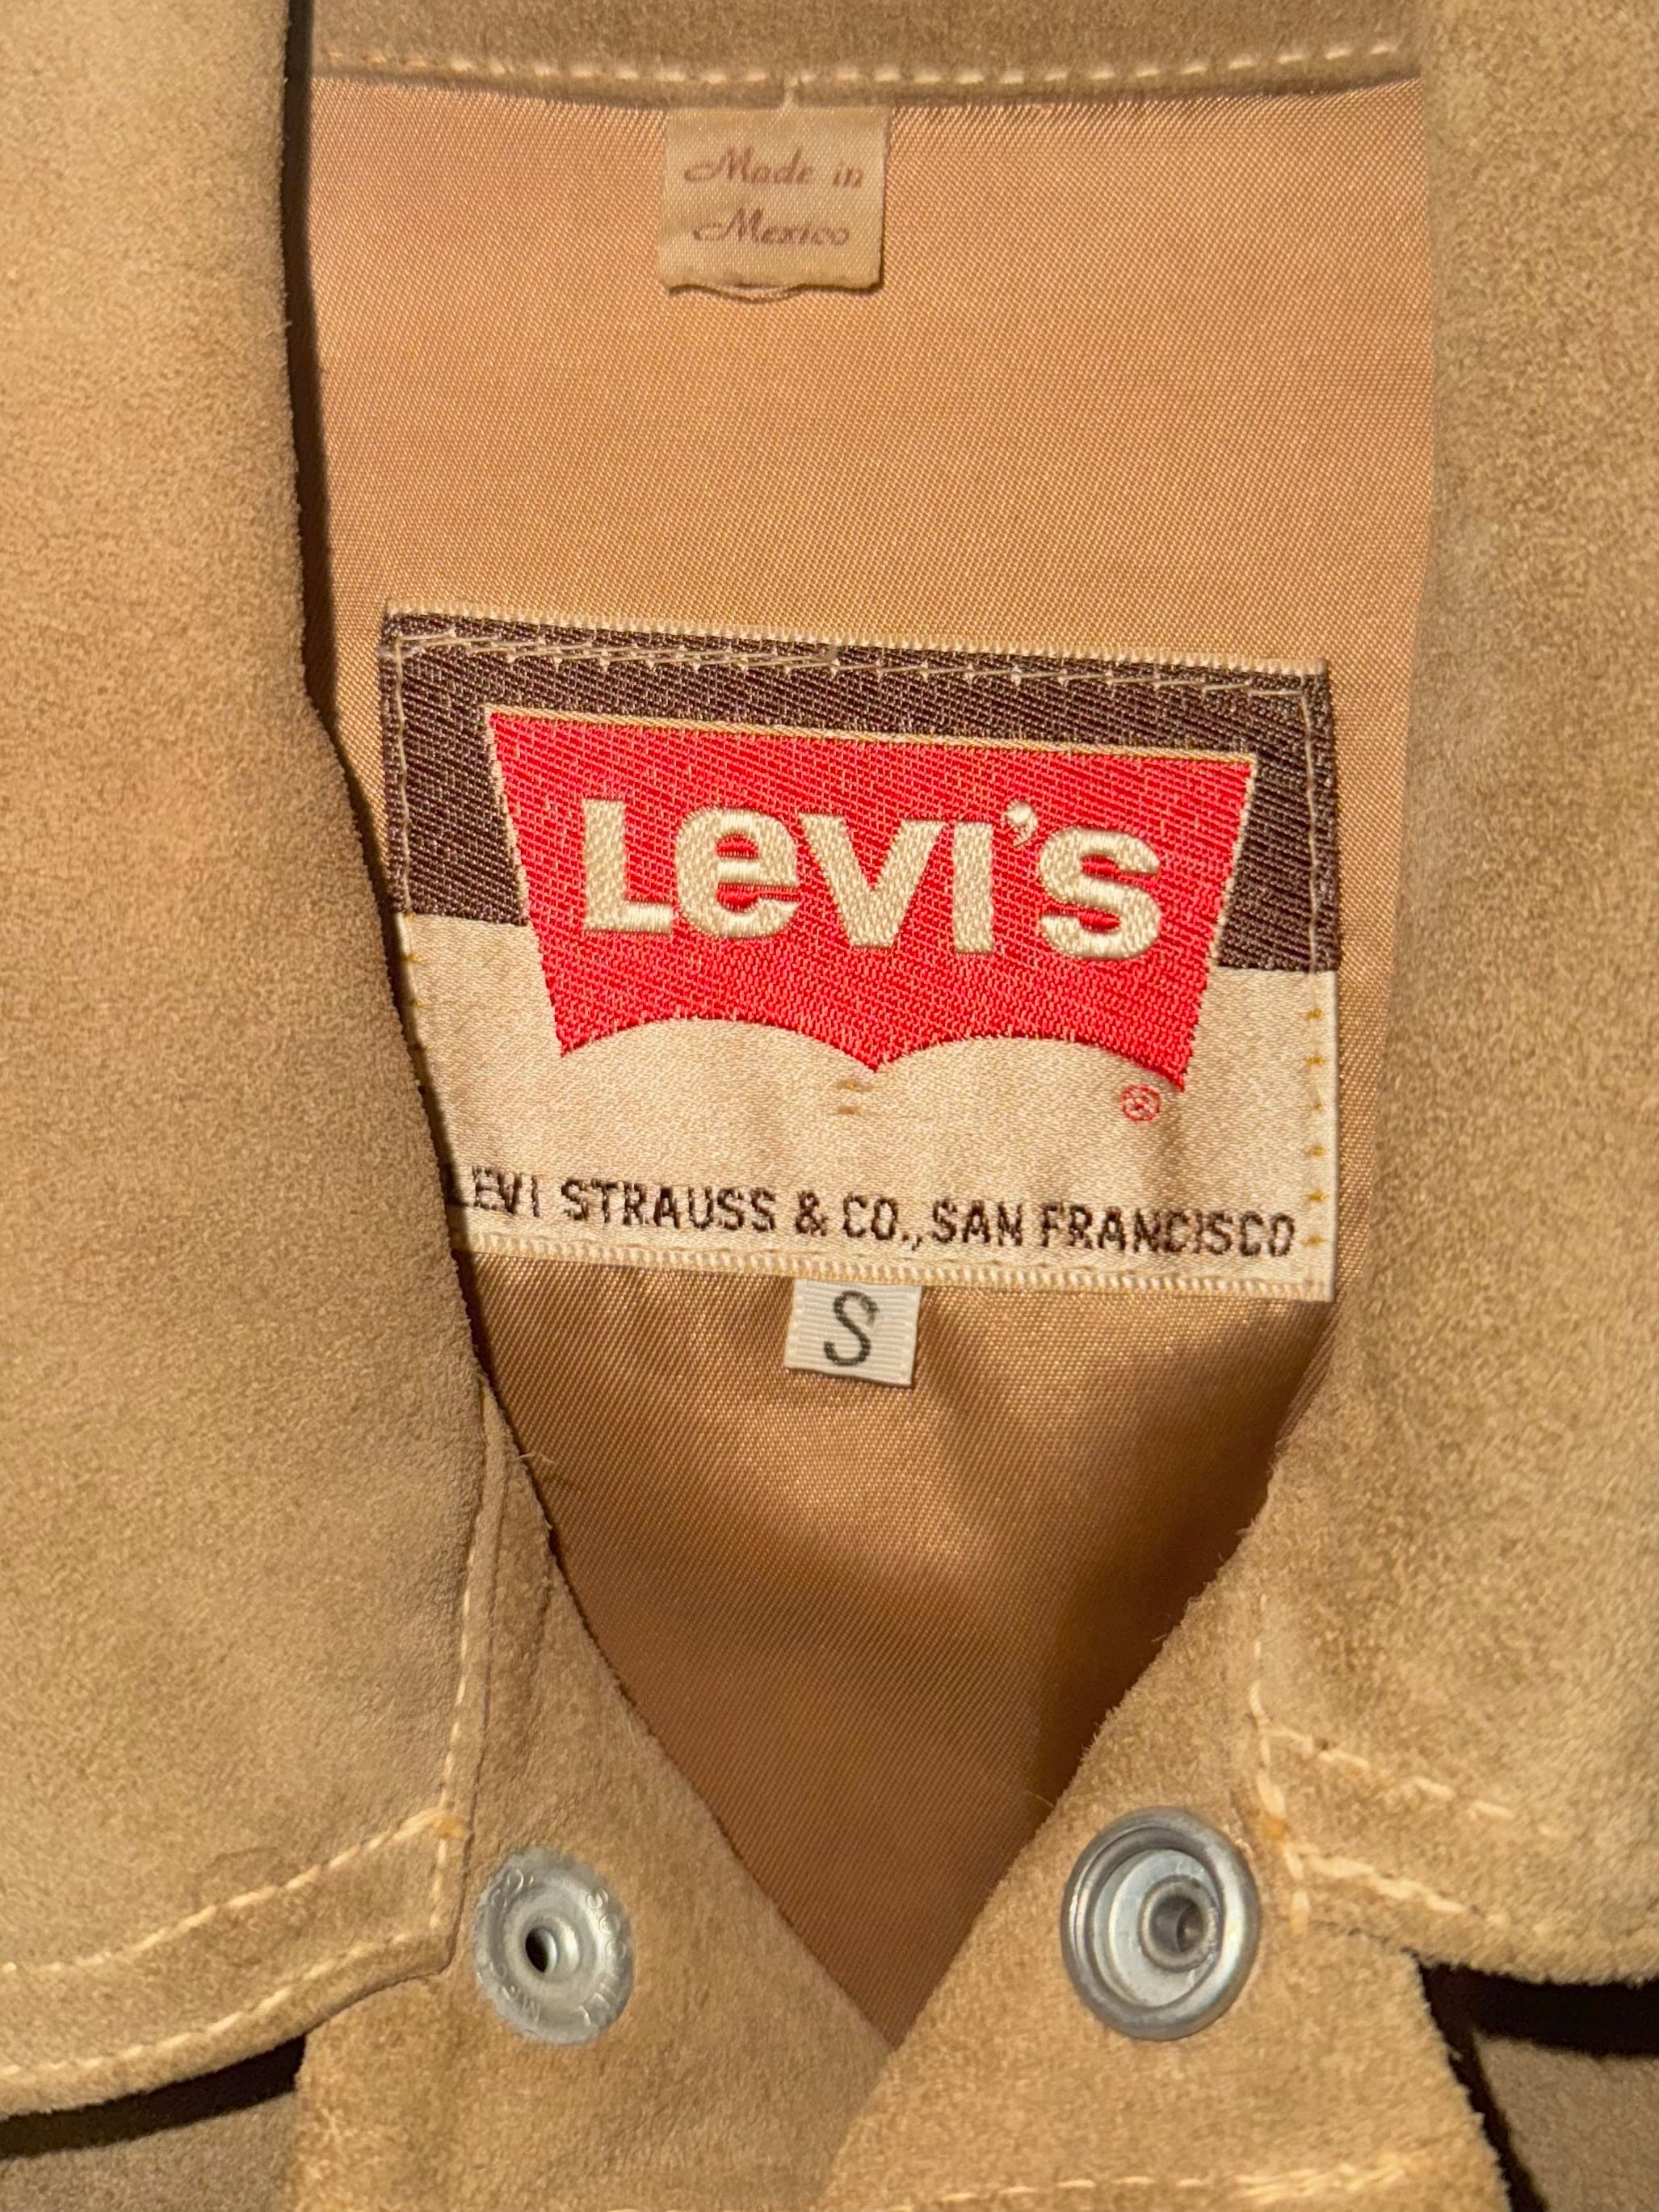 Made in
Mexico
Levi's
®
LEVI STRAUSS & CO., SAN FRANCISCO
S